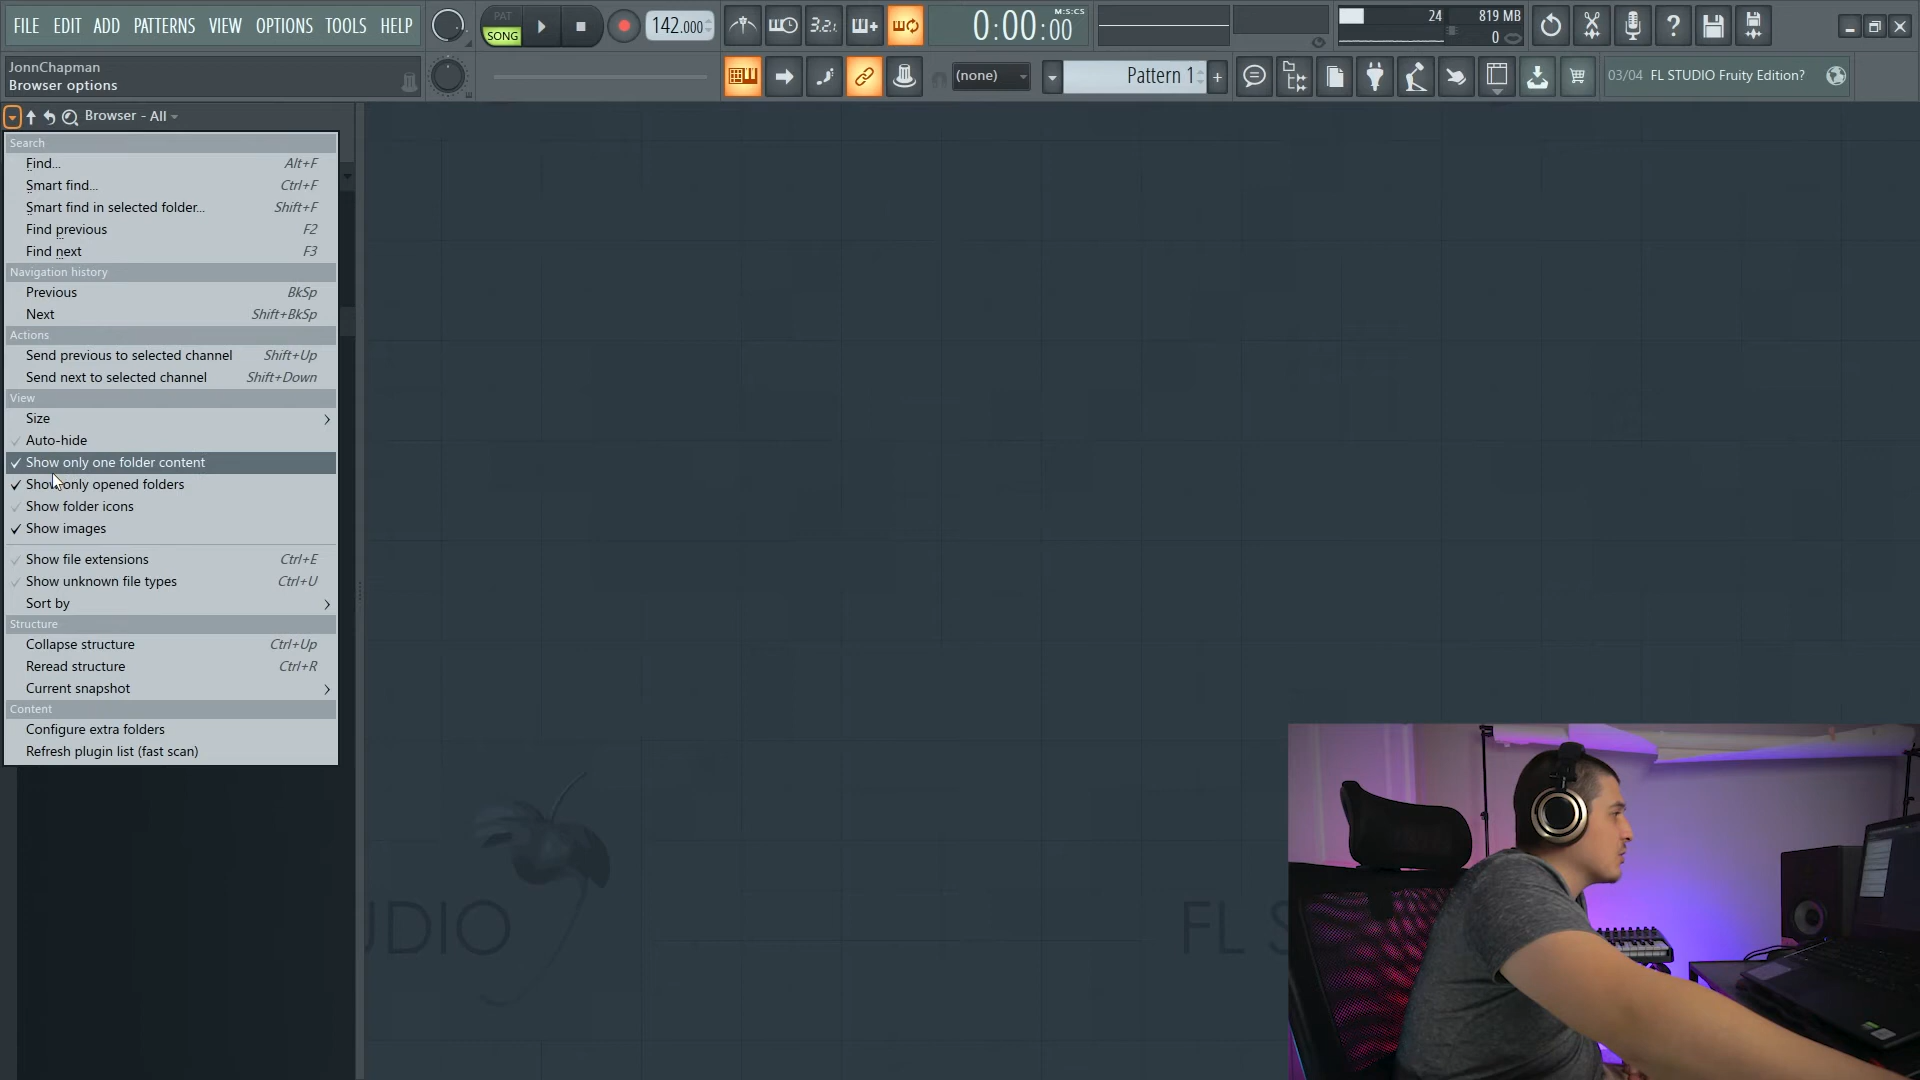 FILE EDIT ADD PATTERNS VIEW OPTIONS TOOLS HELP
PAT
SONG
142.000
3.2.1
0:00:00
M:S:CS
24
819 MB
0
JonnChapman
Browser options
(none)
Pattern 1
+
03/04 FL STUDIO Fruity Edition?
Browser - All
Search
Find... Alt+F
Smart find... Ctrl+F
Smart find in selected folder... Shift+F
Find previous F2
Find next F3
Navigation history
Previous BkSp
Next Shift+BkSp
Actions
Send previous to selected channel Shift+Up
Send next to selected channel Shift+Down
View
Size
Auto-hide
Show only one folder content
Show only opened folders
Show folder icons
Show images
Show file extensions Ctrl+E
Show unknown file types Ctrl+U
Sort by
Structure
Collapse structure Ctrl+Up
Reread structure Ctrl+R
Current snapshot
Content
Configure extra folders
Refresh plugin list (fast scan)
UDIO
FL S